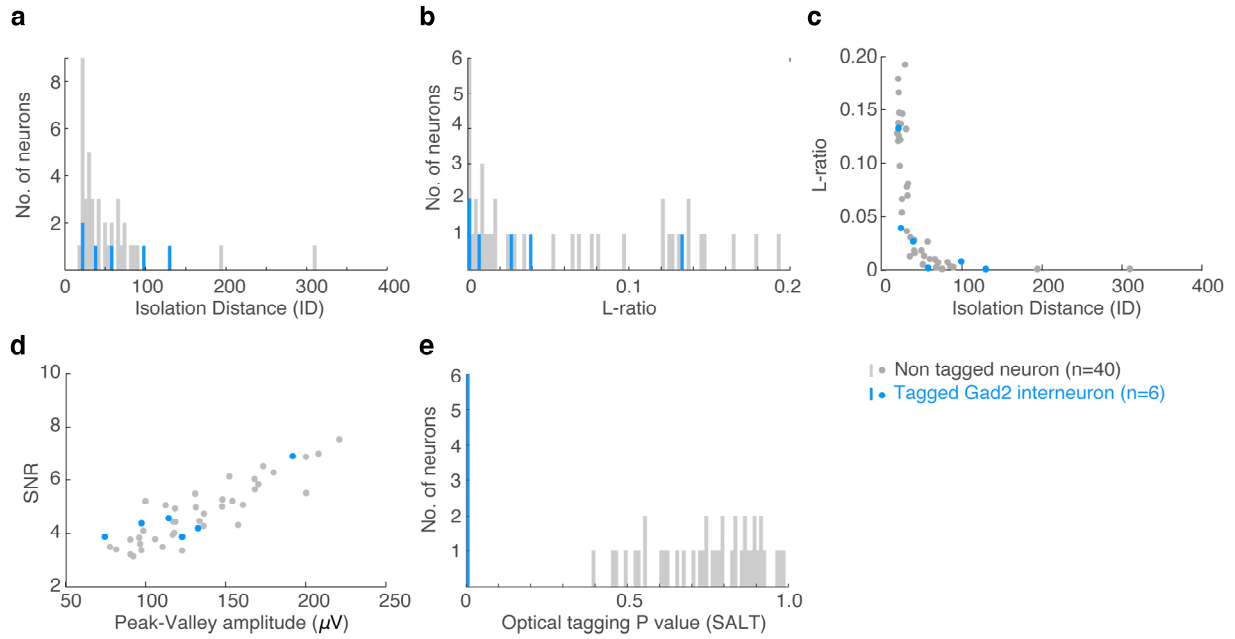 a
No. of neurons
8
6
4
2
0
100
200
300
400
Isolation Distance (ID)
b
No. of neurons
6
5
4
3
2
1
0
0.1
0.2
L-ratio
c
L-ratio
0.20
0.15
0.10
0.05
0
0
100
200
300
400
Isolation Distance (ID)
d
SNR
10
8
6
4
2
50
100
150
200
250
Peak-Valley amplitude (µV)
e
No. of neurons
6
5
4
3
2
1
0
0.5
1.0
Optical tagging P value (SALT)
Non tagged neuron (n=40)
Tagged Gad2 interneuron (n=6)